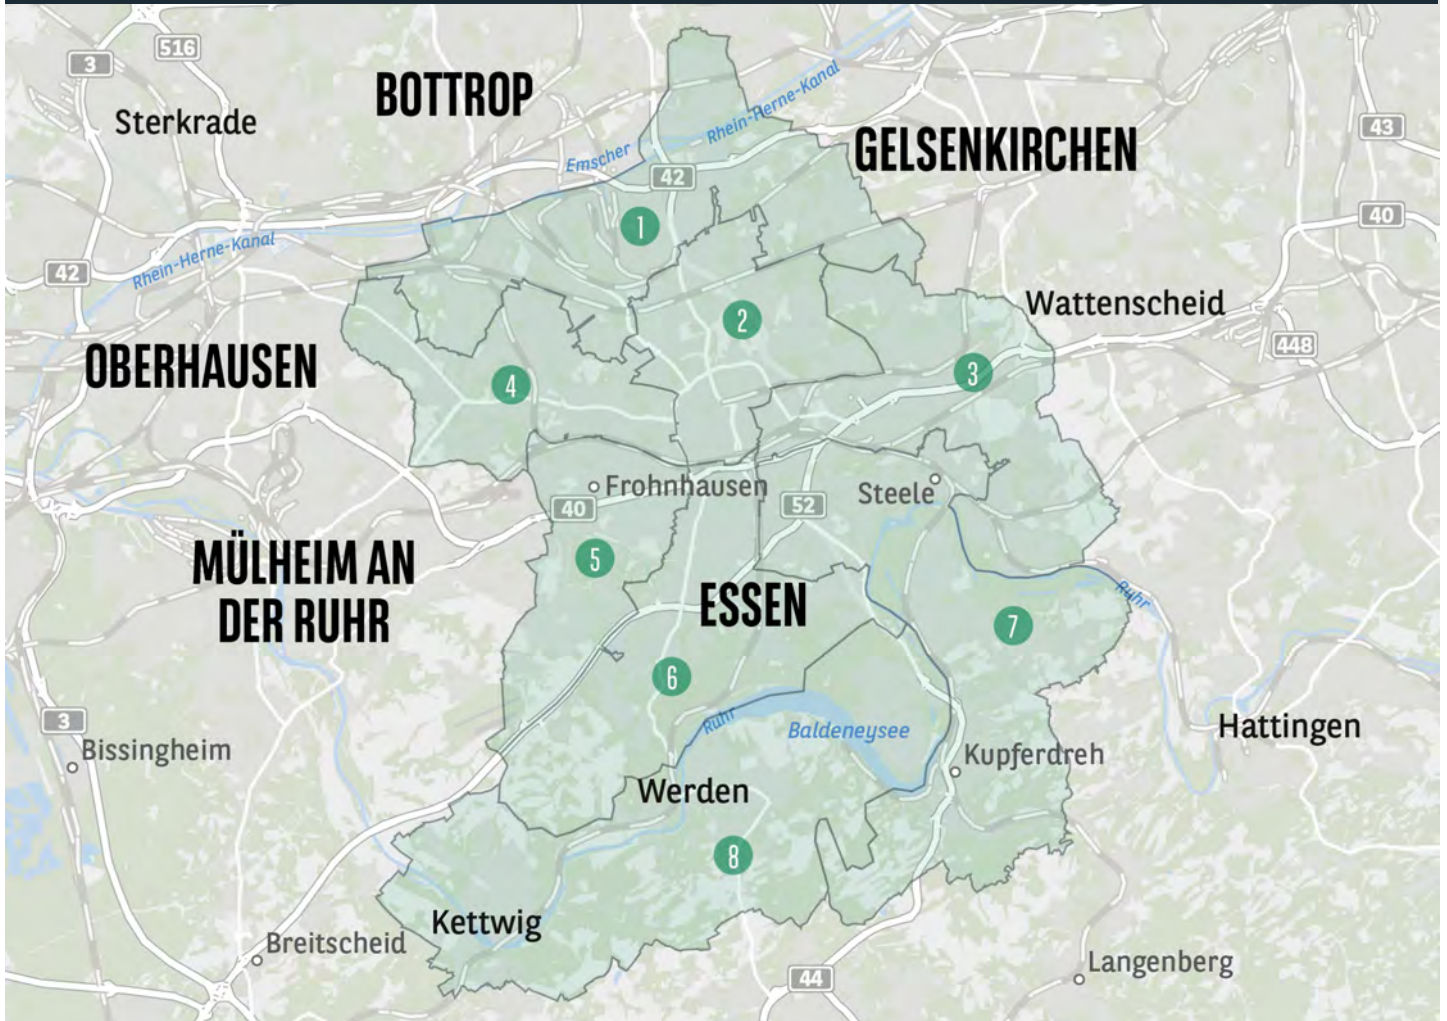 516
3
BOTTROP
Sterkrade
Rhein-Herne-Kanal
43
Emscher
GELSENKIRCHEN
42
40
1
Rhein-Herne-Kanal
42
Wattenscheid
2
448
OBERHAUSEN
3
4
Frohnhausen
Steele
40
52
MÜLHEIM AN
DER RUHR
5
ESSEN
Ruhr
7
6
3
Ruhr
Baldeneysee
Hattingen
Bissingheim
Kupferdreh
Werden
8
Kettwig
Breitscheid
Langenberg
44